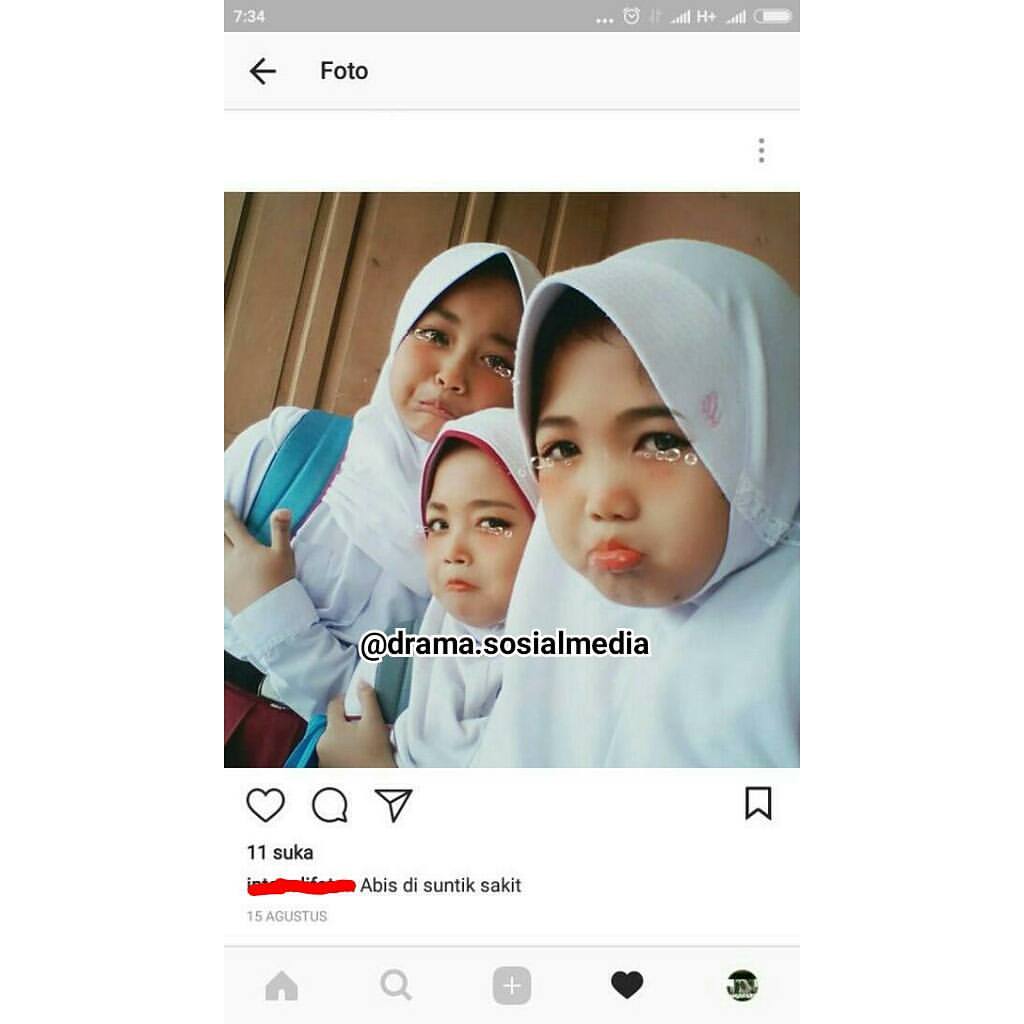 7:34
H+
Foto
@drama.sosialmedia
11 suka
Abis di suntik sakit
15 AGUSTUS